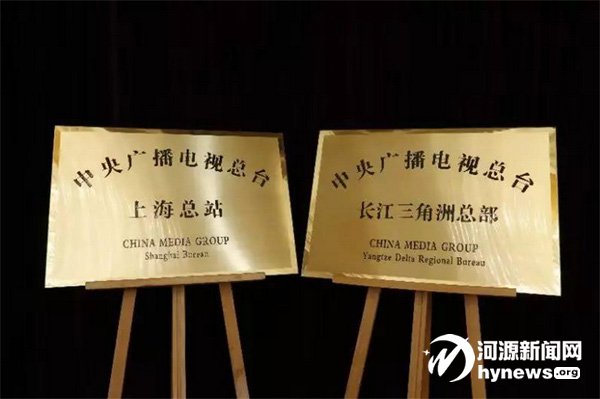 中央广播电视总台
上海总站
CHINA MEDIA GROUP
Shanghai Bureau
中央广播电视总台
长江三角洲总部
CHINA MEDIA GROUP
Yangtze Delta Regional Bureau
河源新闻网
hynews.org